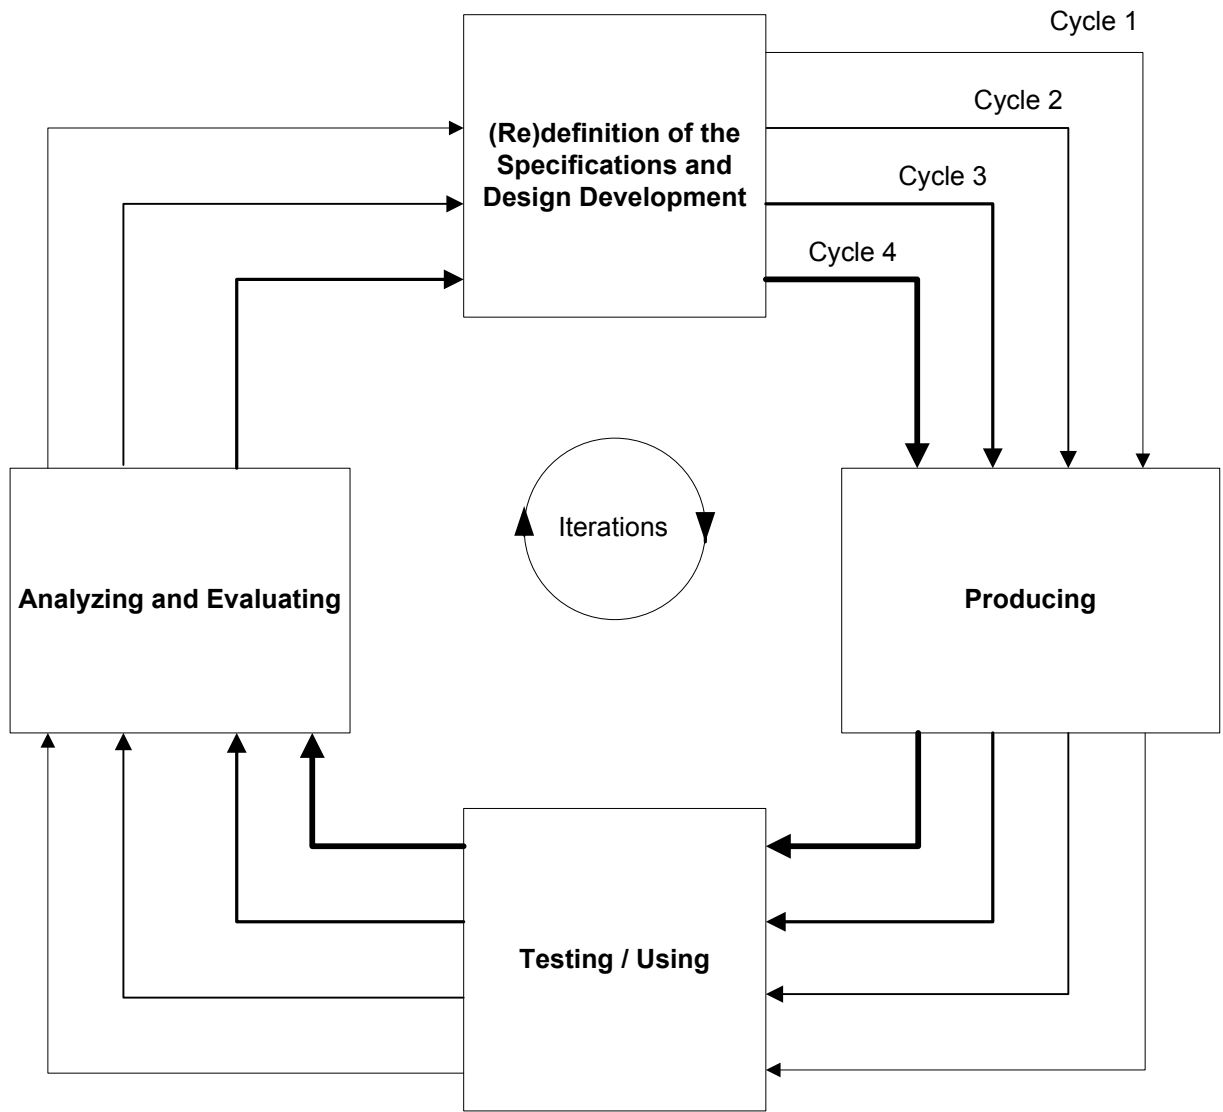 Cycle 1
Cycle 2
(Re)definition of the
Specifications and
Design Development
Cycle 3
Cycle 4
Iterations
Analyzing and Evaluating
Producing
Testing / Using